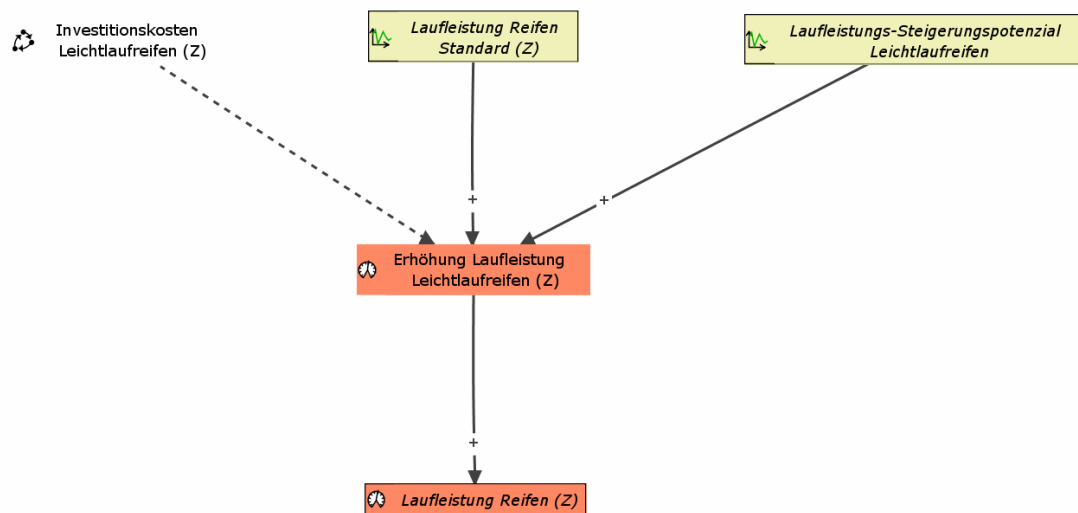 Investitionskosten
Leichtlaufreifen (Z)
Laufleistung Reifen
Standard (Z)
Laufleistungs-Steigerungspotenzial
Leichtlaufreifen
+
+
Erhöhung Laufleistung
Leichtlaufreifen (Z)
+
Laufleistung Reifen (Z)